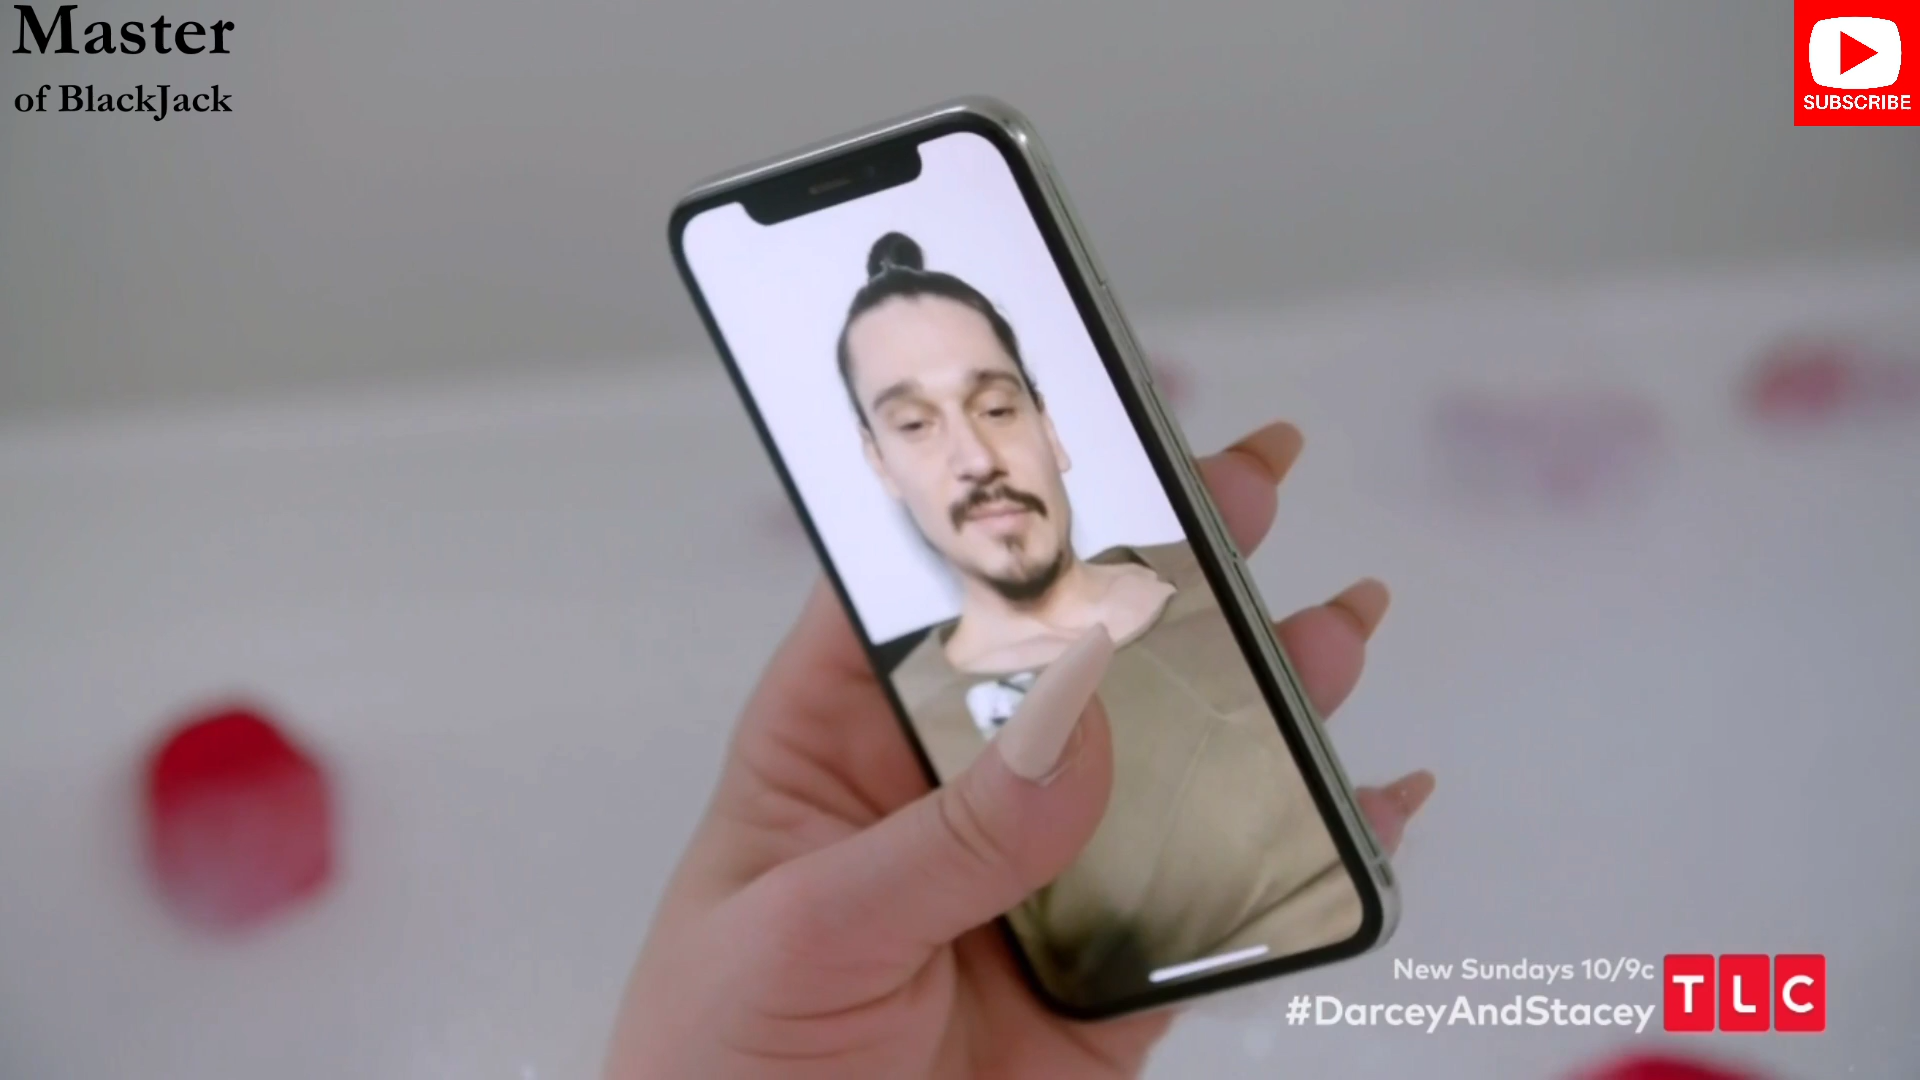 Master
of BlackJack
SUBSCRIBE
New Sundays 10/9c
#DarceyAndStacey
TLC